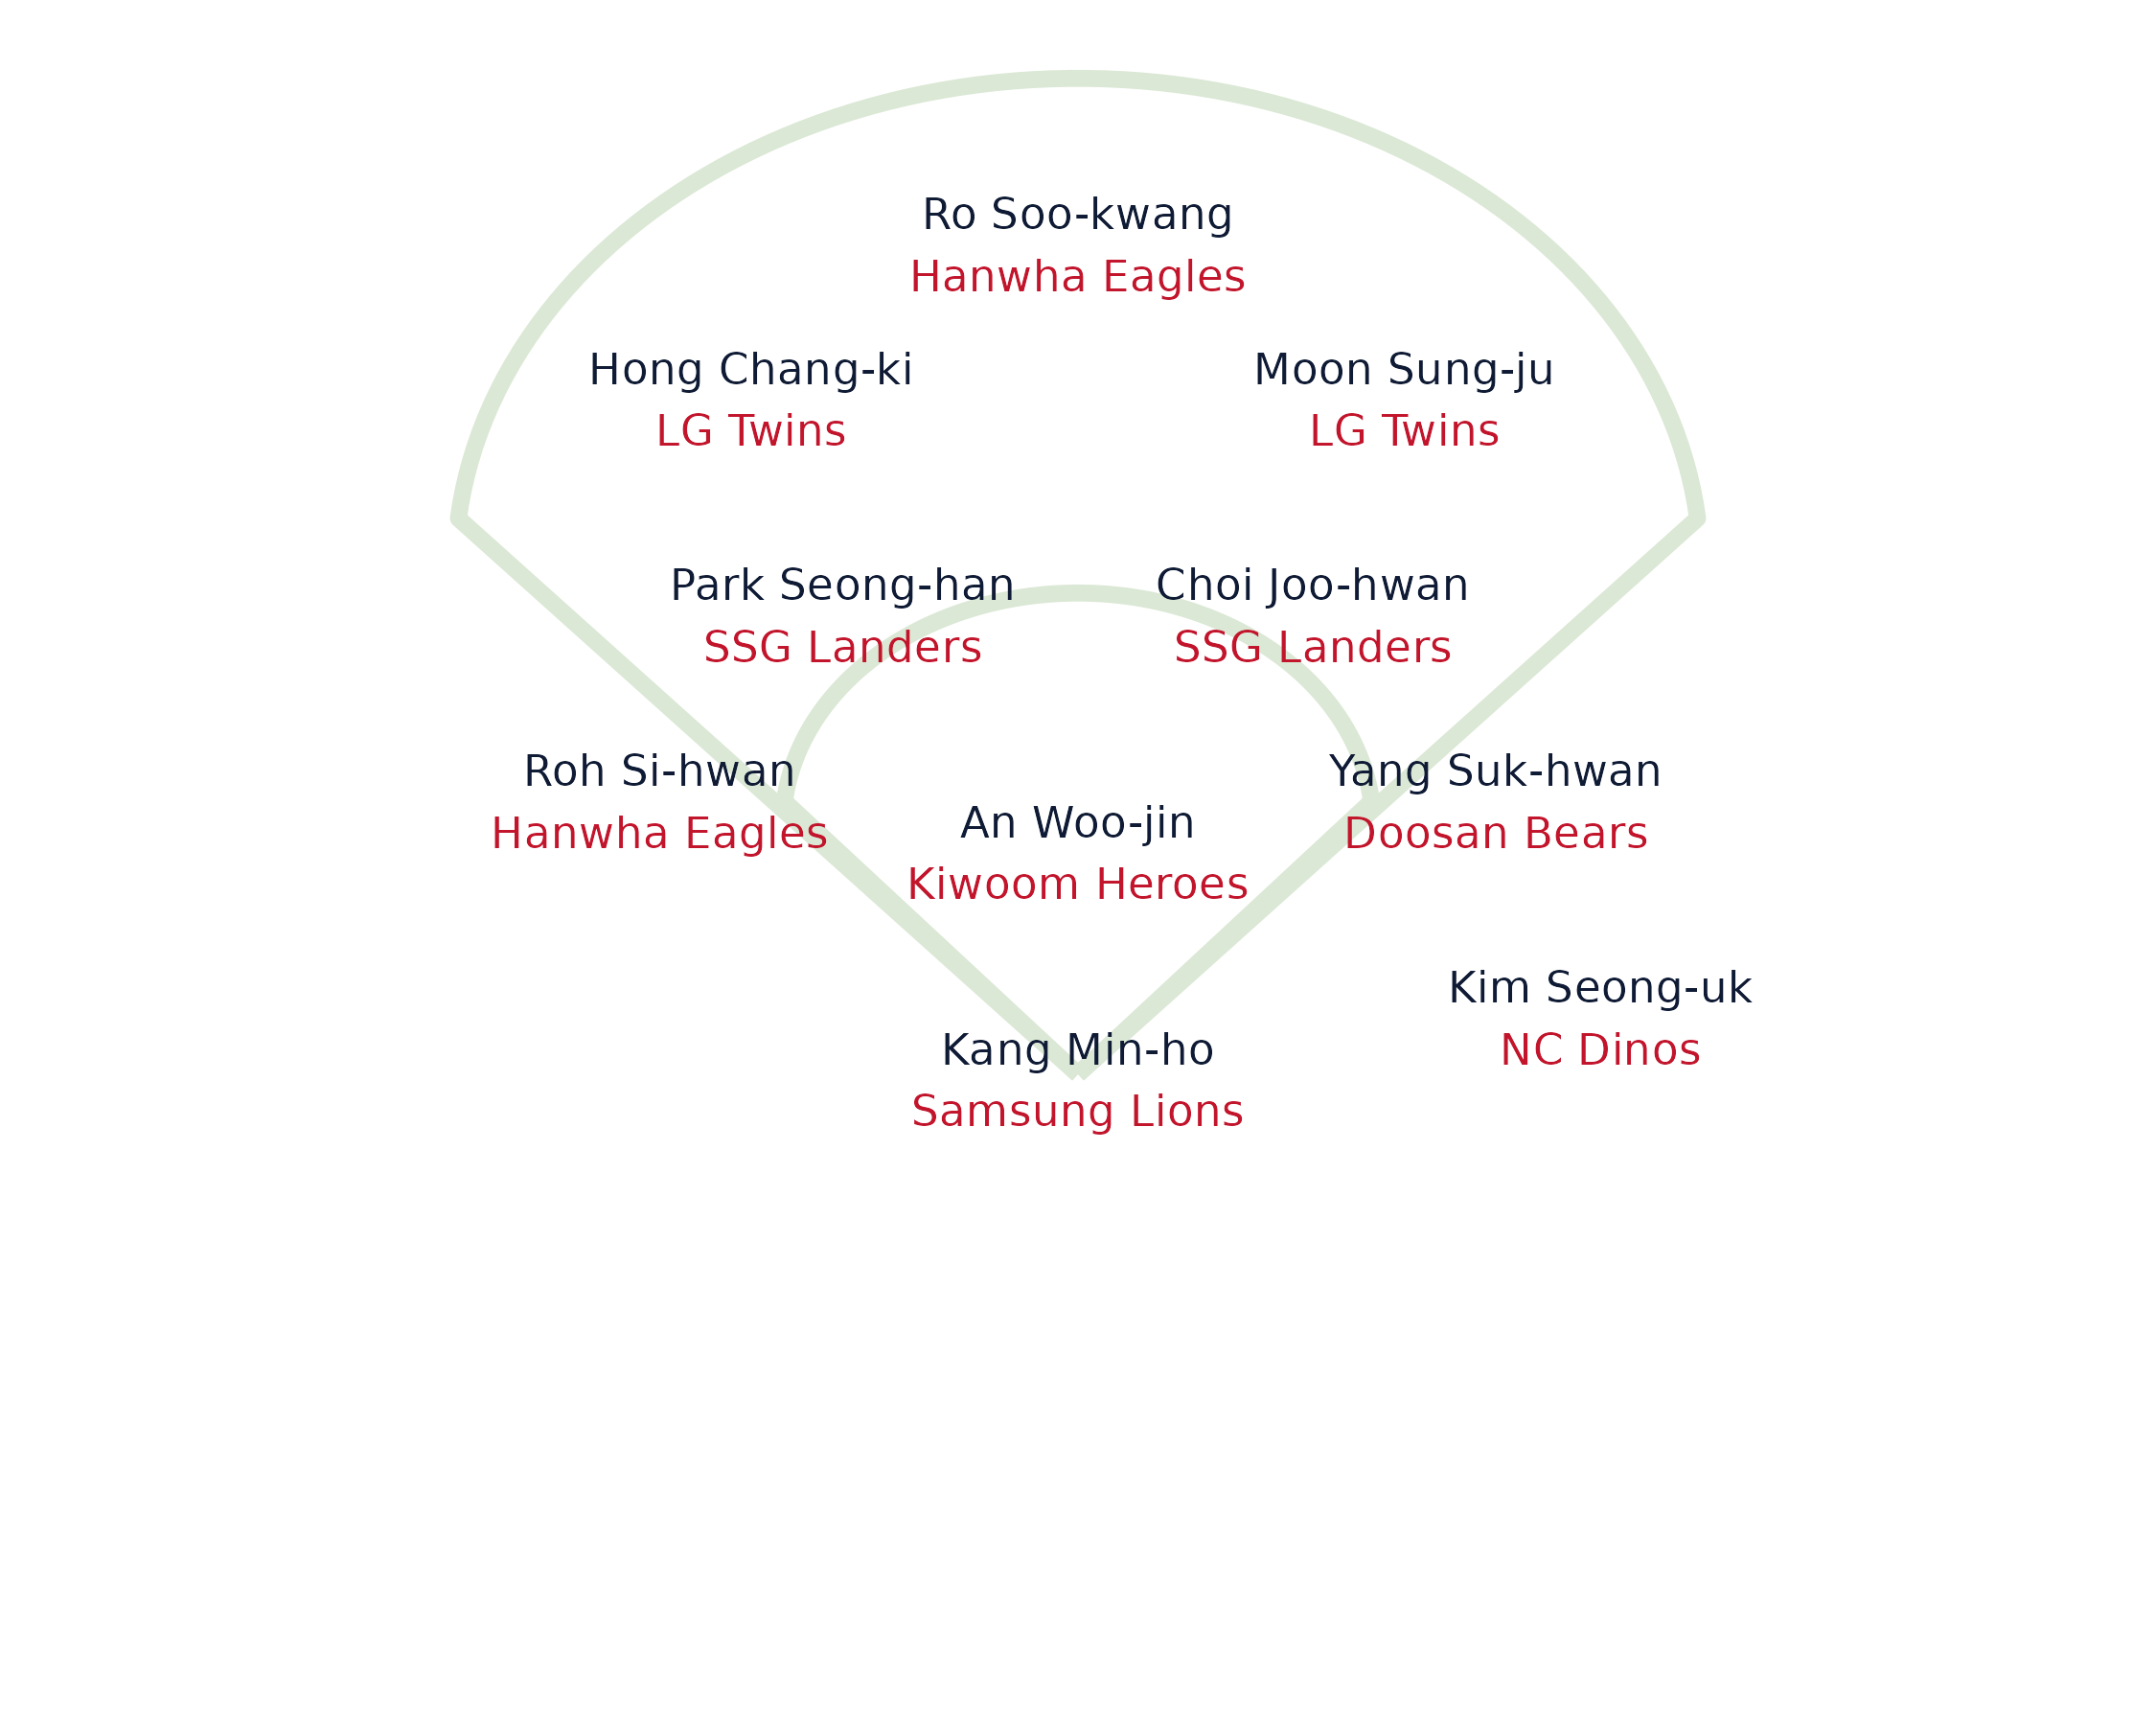 Ro Soo-kwang
Hanwha Eagles
Hong Chang-ki
LG Twins
Moon Sung-ju
LG Twins
Park Seong-han
SSG Landers
Choi Joo-hwan
SSG Landers
Roh Si-hwan
Hanwha Eagles
An Woo-jin
Kiwoom Heroes
Yang Suk-hwan
Doosan Bears
Kim Seong-uk
NC Dinos
Kang Min-ho
Samsung Lions